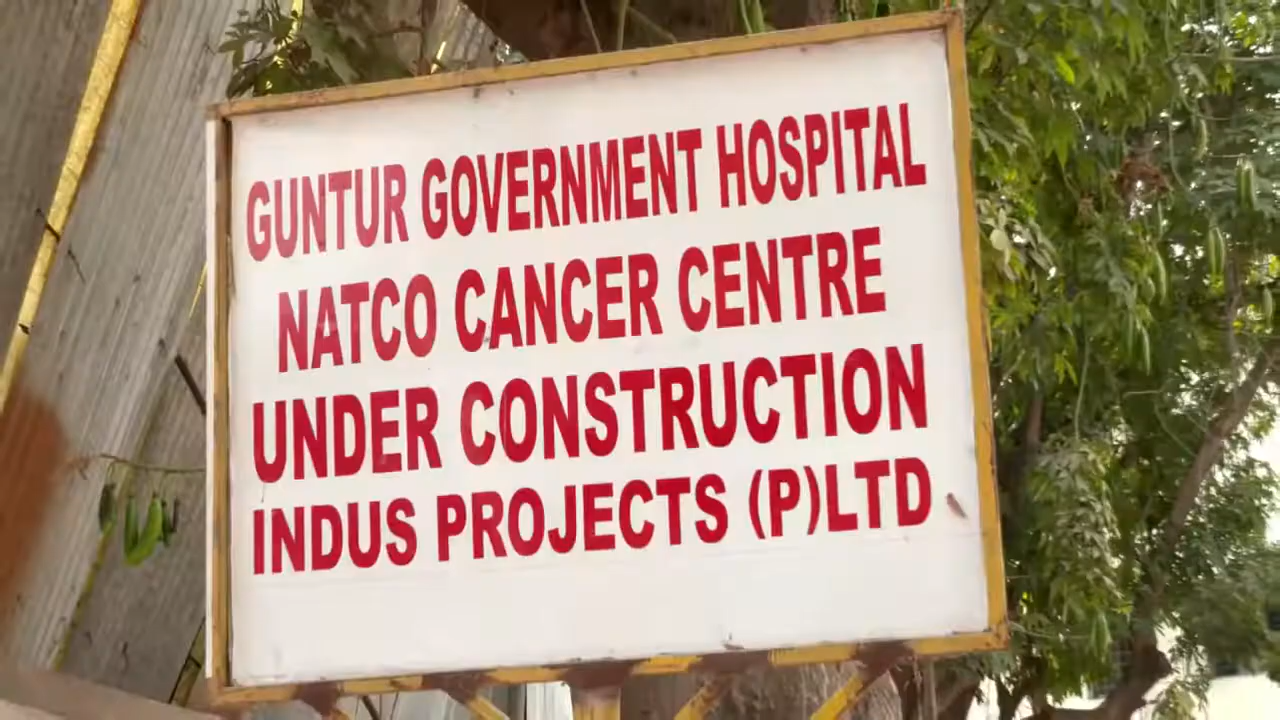 GUNTUR GOVERNMENT HOSPITAL
NATCO CANCER CENTRE
UNDER CONSTRUCTION
INDUS PROJECTS (P)LTD